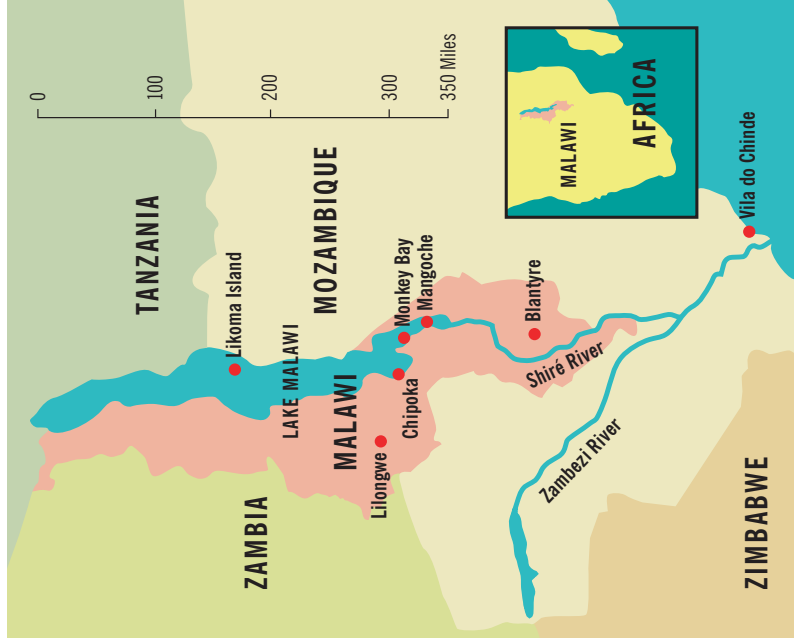 0
100
200
300
350 Miles
TANZANIA
MOZAMBIQUE
ZAMBIA
MALAWI
ZIMBABWE
LAKE MALAWI
Likoma Island
Monkey Bay
Mangoche
Chipoka
Lilongwe
Blantyre
Shiré River
Zambezi River
Vila do Chinde
MALAWI
AFRICA